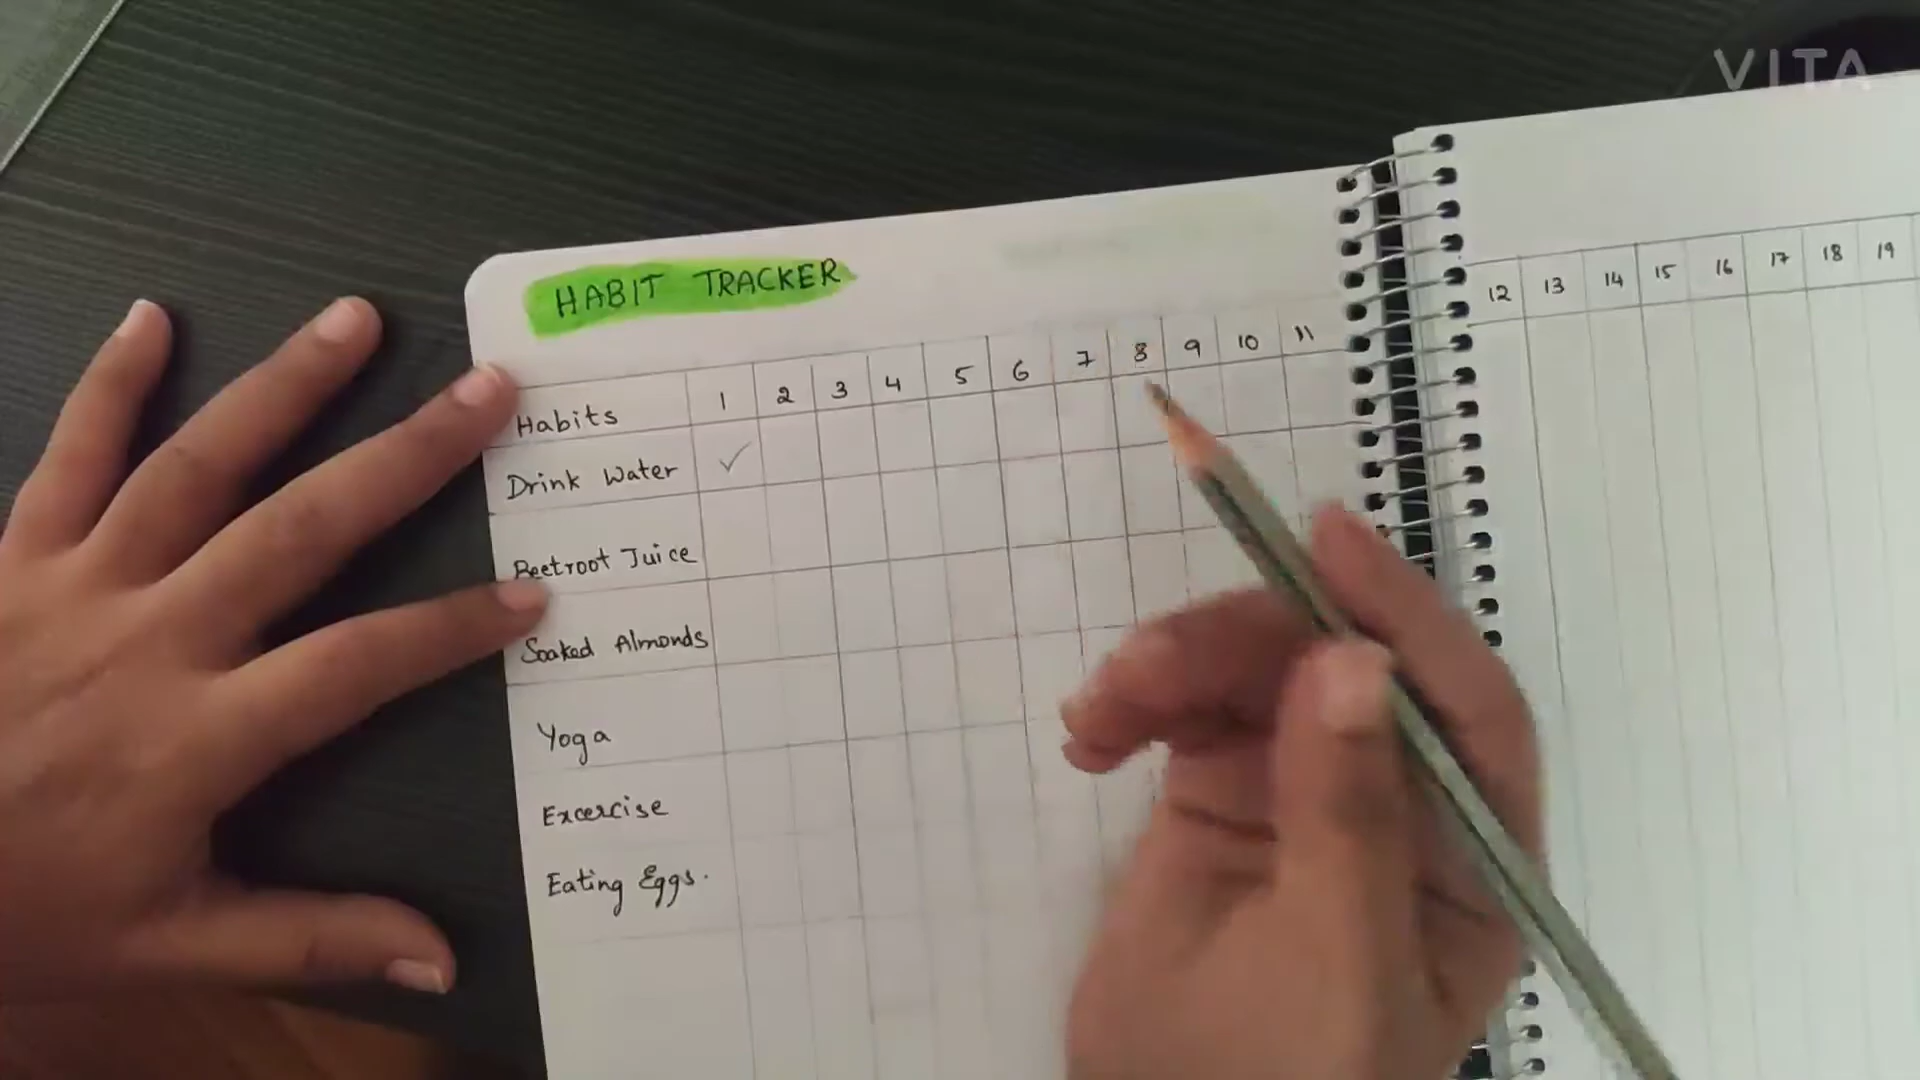 VITA
HABIT TRACKER
Habits 1 2 3 4 5 6 7 8 9 10 11 12 13 14 15 16 17 18 19
Drink Water ✓
Beetroot Juice
Soaked Almonds
Yoga
Excercise
Eating Eggs.